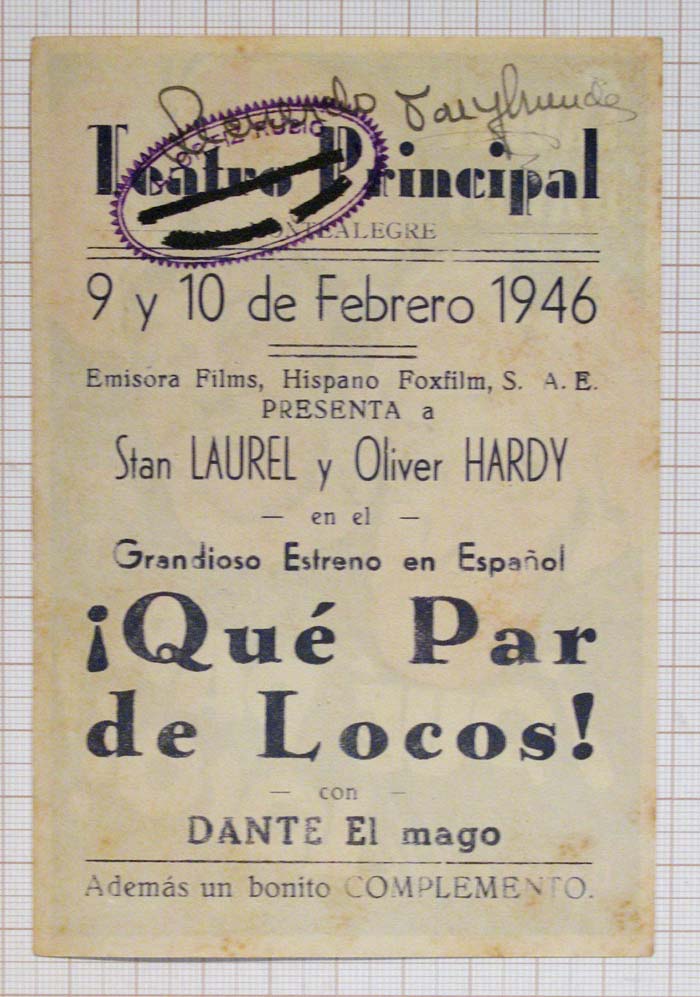 Teatro Principal
MONTEALEGRE
9 y 10 de Febrero 1946
Emisora Films, Hispano Foxfilm, S. A. E.
PRESENTA a
Stan LAUREL y Oliver HARDY
— en el —
Grandioso Estreno en Español
¡Qué Par
de Locos!
— con —
DANTE El mago
Además un bonito COMPLEMENTO.